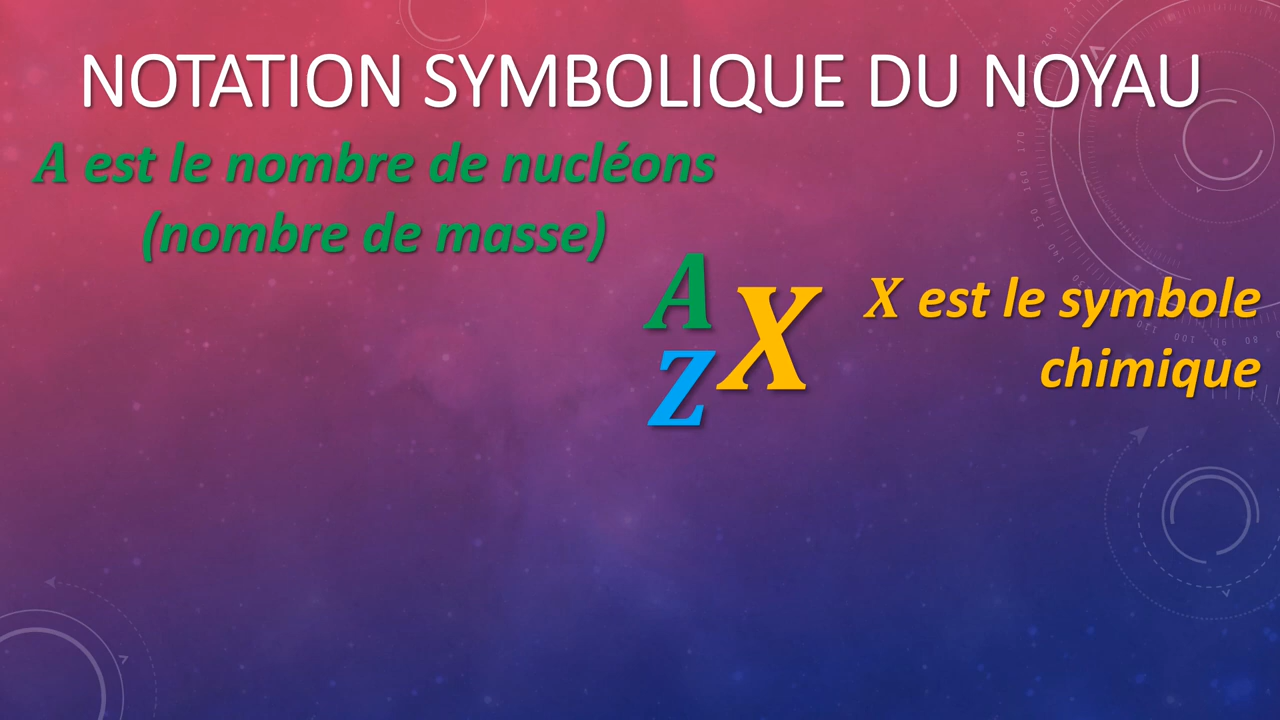 NOTATION SYMBOLIQUE DU NOYAU
A est le nombre de nucléons
(nombre de masse)
A
Z
X
X est le symbole
chimique